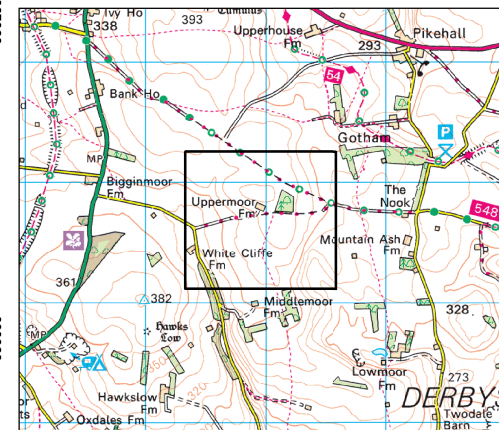 Ivy Ho
338
393
Upperhouse
Fm
Pikehall
293
54
Bank Ho
P
Gotham
MP
Bigginmoor
Fm
Uppermoor
Fm
The
Nook
548
White Cliffe
Fm
Mountain Ash
Fm
361
382
Middlemoor
Fm
328
Hawks
Low
MP
Lowmoor
Fm
273
Hawkslow
Fm
320
DERBY
Oxdales Fm
Twodale
Barn